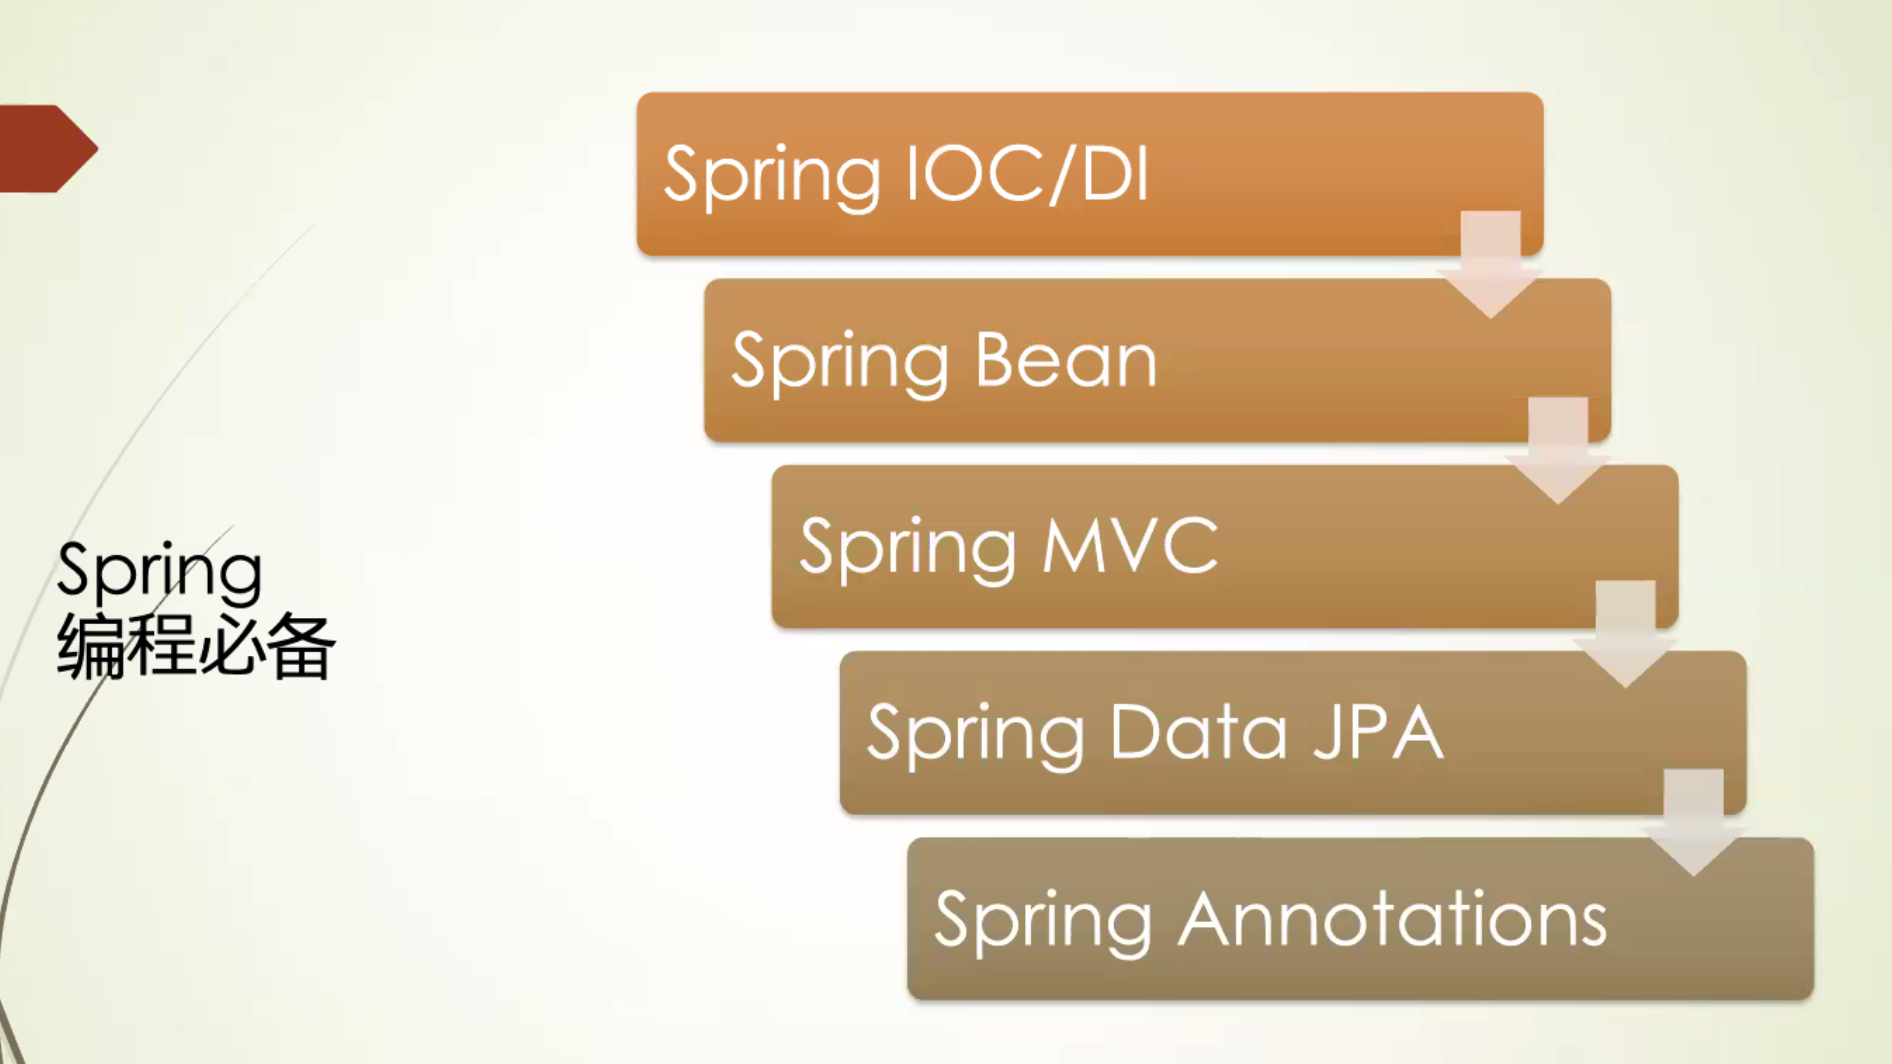 Spring
编程必备
Spring IOC/DI
Spring Bean
Spring MVC
Spring Data JPA
Spring Annotations